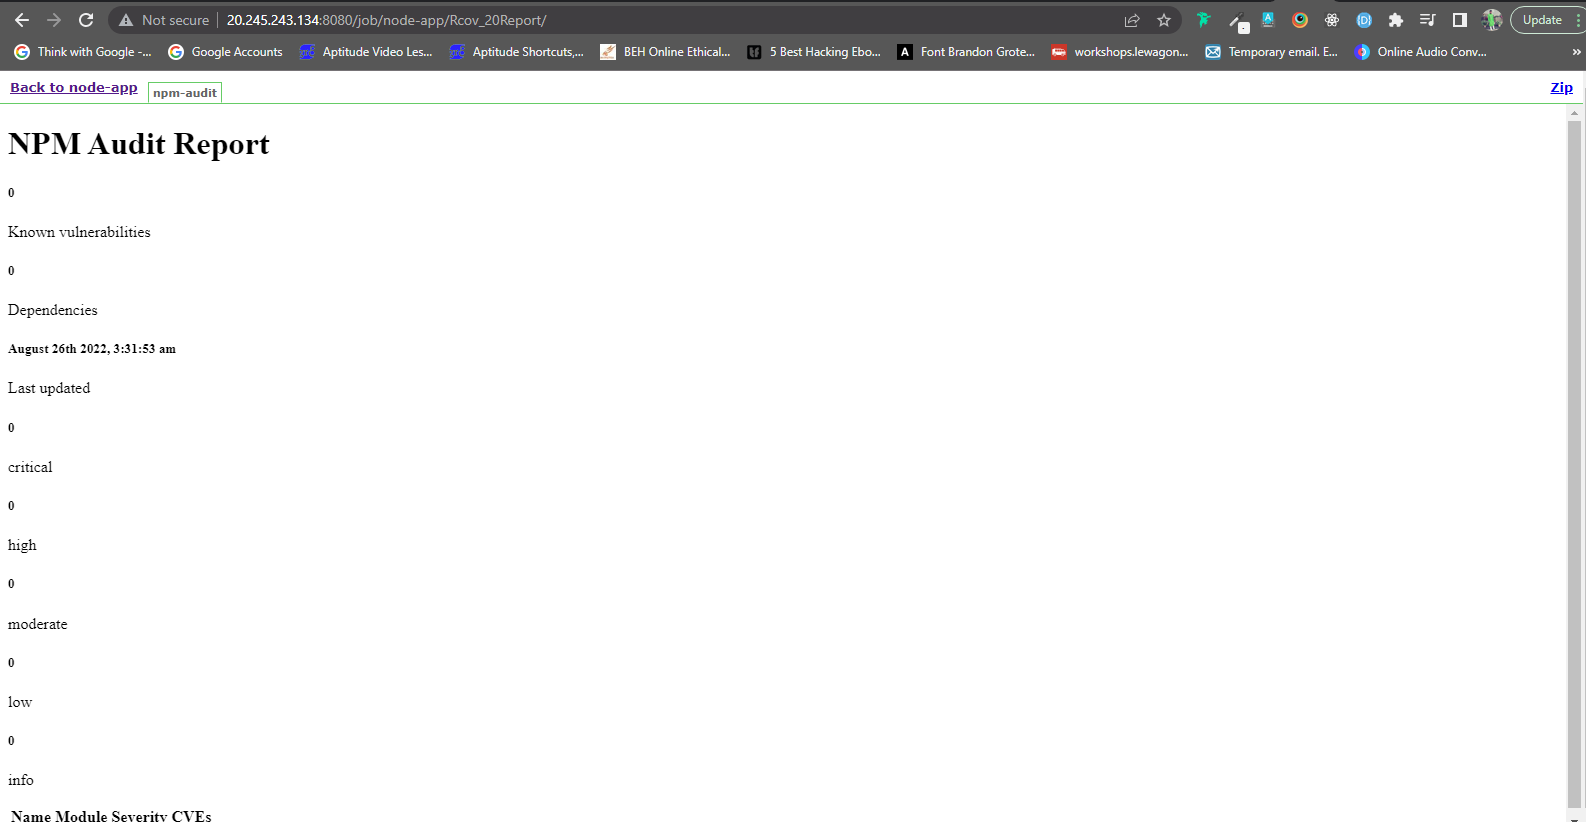 Not secure | 20.245.243.134:8080/job/node-app/Rcov_20Report/ Update
Think with Google -... Google Accounts Aptitude Video Les... Aptitude Shortcuts,... BEH Online Ethical... 5 Best Hacking Ebo... Font Brandon Grote... workshops.lewagon... Temporary email. E... Online Audio Conv... »
Back to node-app npm-audit Zip
NPM Audit Report
0
Known vulnerabilities
0
Dependencies
August 26th 2022, 3:31:53 am
Last updated
0
critical
0
high
0
moderate
0
low
0
info
Name Module Severity CVEs